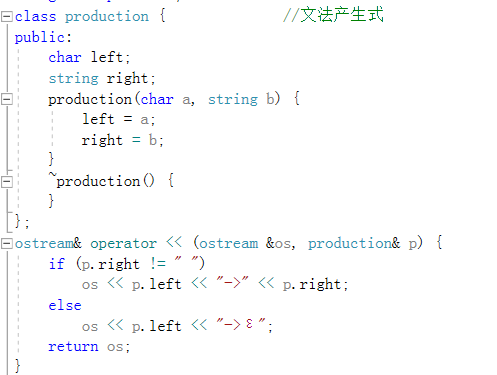 class production {                //文法产生式
public:
    char left;
    string right;
    production(char a, string b) {
        left = a;
        right = b;
    }
    ~production() {
    }
};
ostream& operator << (ostream &os, production& p) {
    if (p.right != " ")
        os << p.left << "->" << p.right;
    else
        os << p.left << "->ε";
    return os;
}